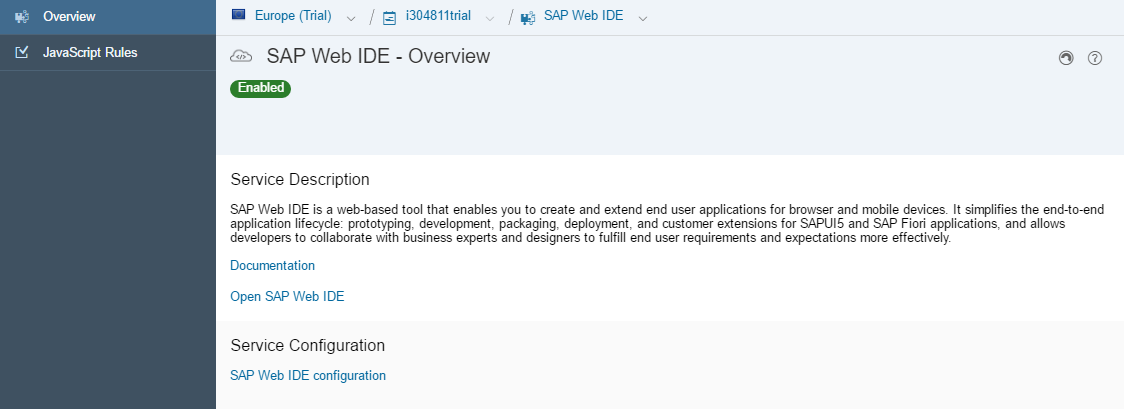 Overview
JavaScript Rules
Europe (Trial) / i304811trial / SAP Web IDE
SAP Web IDE - Overview
Enabled
Service Description
SAP Web IDE is a web-based tool that enables you to create and extend end user applications for browser and mobile devices. It simplifies the end-to-end
application lifecycle: prototyping, development, packaging, deployment, and customer extensions for SAPUI5 and SAP Fiori applications, and allows
developers to collaborate with business experts and designers to fulfill end user requirements and expectations more effectively.
Documentation
Open SAP Web IDE
Service Configuration
SAP Web IDE configuration